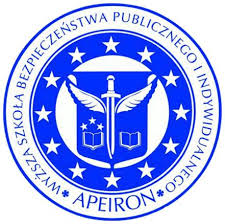 WYŻSZA SZKOŁA BEZPIECZEŃSTWA PUBLICZNEGO I INDYWIDUALNEGO
APEIRON